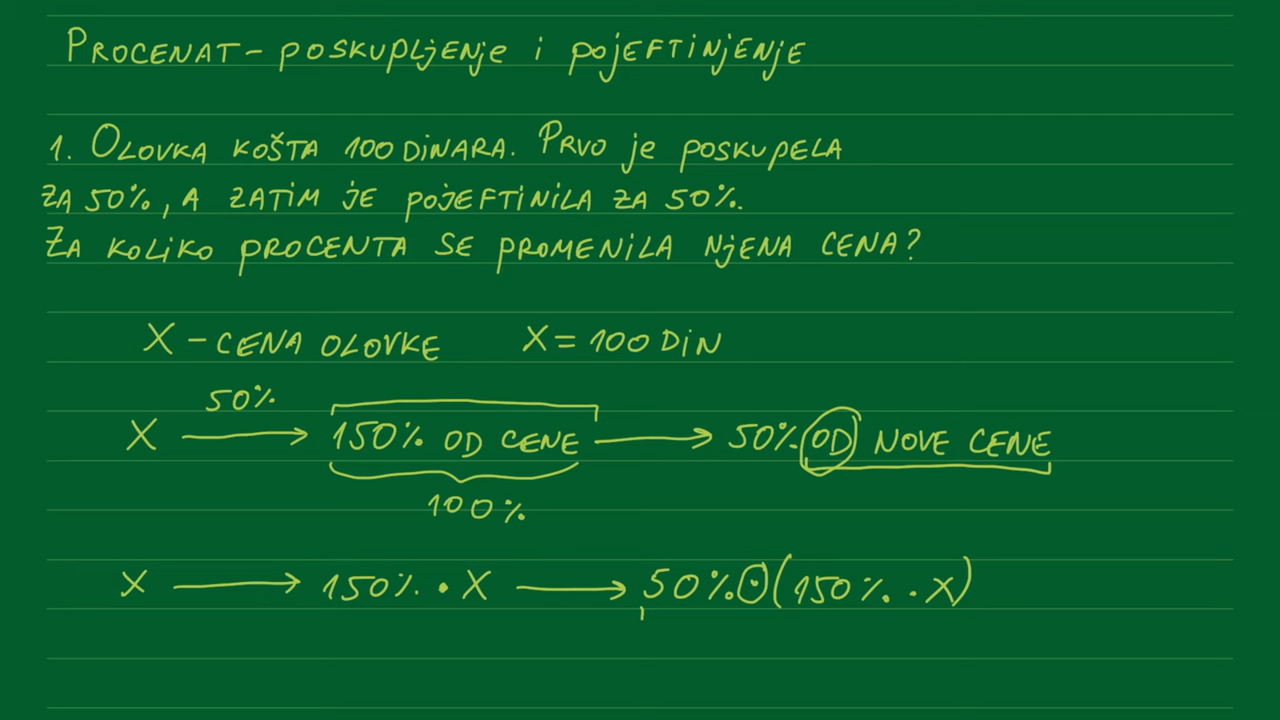 PROCENAT - POSKUPLJENJE I POJEFTINJENJE
1. OLOVKA KOŠTA 100 DINARA. PRVO JE POSKUPELA
ZA 50%, A ZATIM JE POJEFTINILA ZA 50%.
ZA KOLIKO PROCENTA SE PROMENILA NJENA CENA?
X - CENA OLOVKE X = 100 DIN
50%
X → 150% OD CENE → 50% OD NOVE CENE
100%
X → 150% · X → 50% · (150% · X)